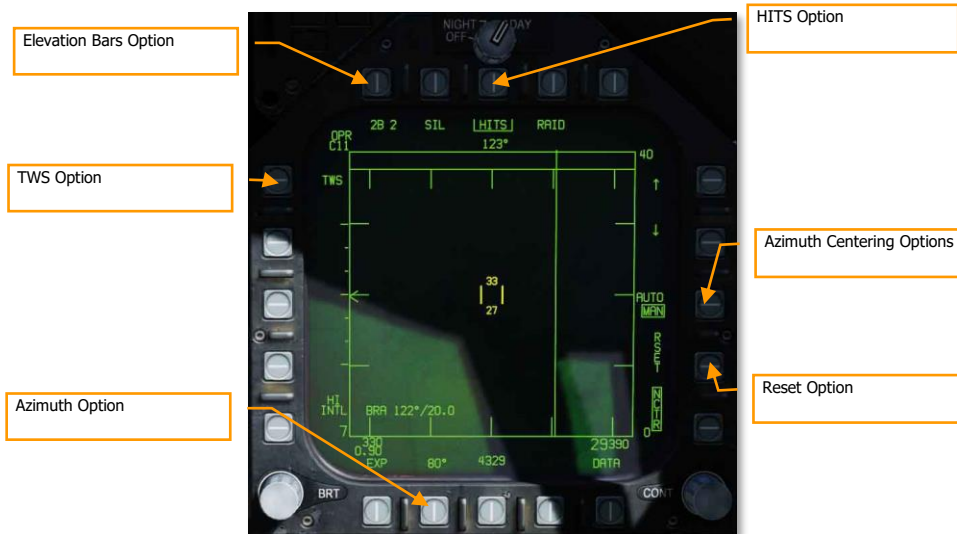 HITS Option
Elevation Bars Option
TWS Option
Azimuth Option
Azimuth Centering Options
Reset Option
NIGHT DAY
OFF
2B 2 SIL HITS RAID
OPR
C11
123°
40
TWS
33
27
AUTO
MAN
RSET
HI
INTL
BRA 122°/20.0
NCTR
7
0
330
29390
0.90
EXP 80° 4329 DATA
BRT
CONT